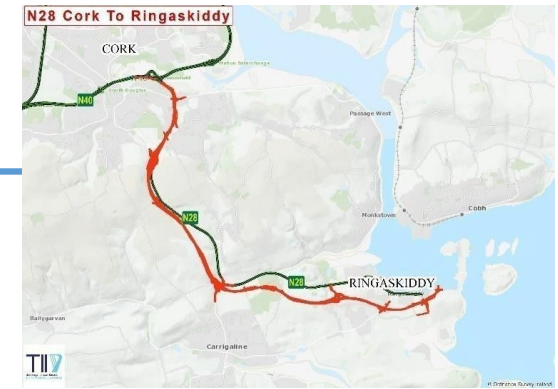 N28 Cork To Ringaskiddy
CORK
N40
Passage West
Cobh
Monkstown
N28
N28
RINGASKIDDY
Ballygarvan
Carrigaline
TII